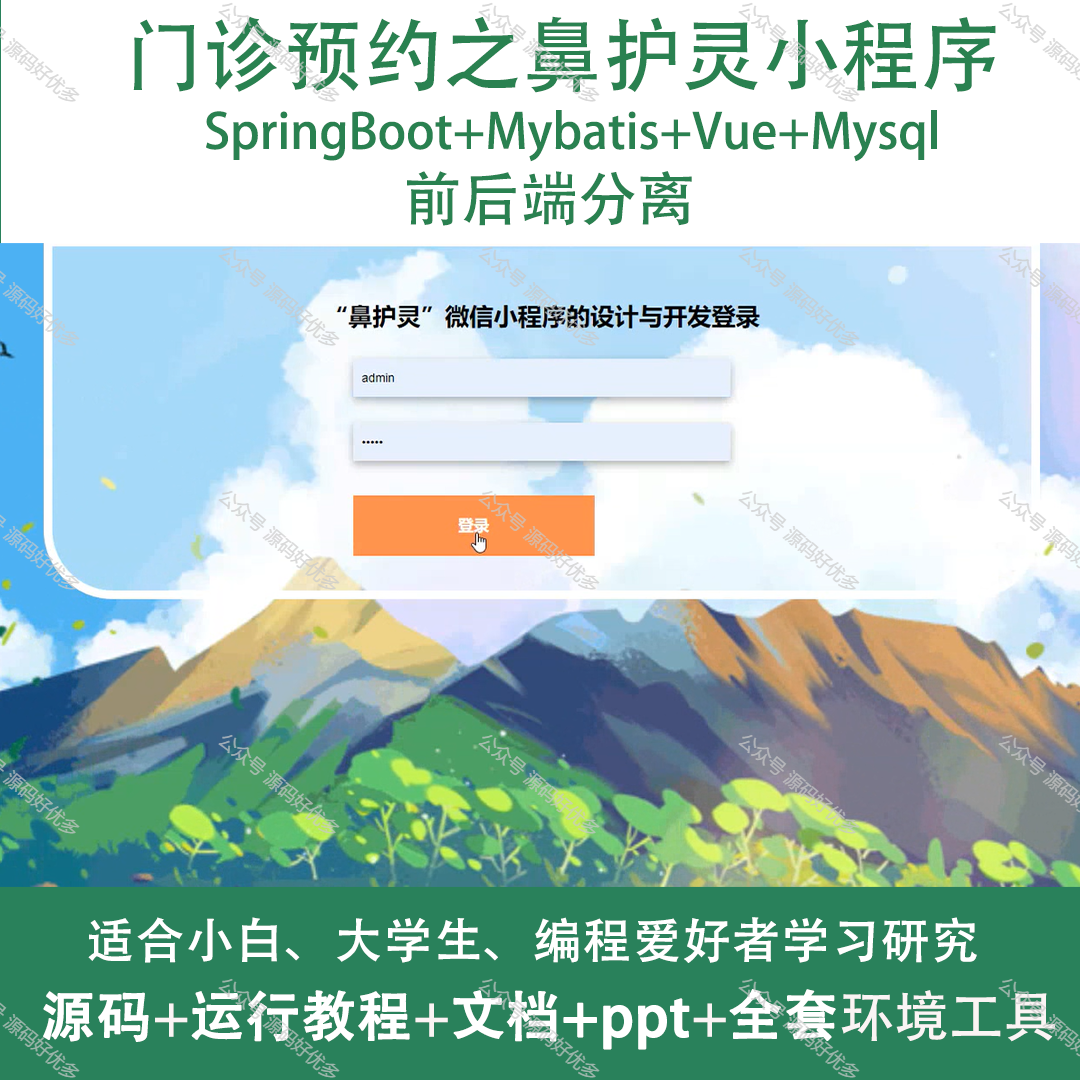 门诊预约之鼻护灵小程序
SpringBoot+Mybatis+Vue+Mysql
前后端分离
“鼻护灵”微信小程序的设计与开发登录
admin
•••••
登录
适合小白、大学生、编程爱好者学习研究
源码+运行教程+文档+ppt+全套环境工具
公众号 源码好优多